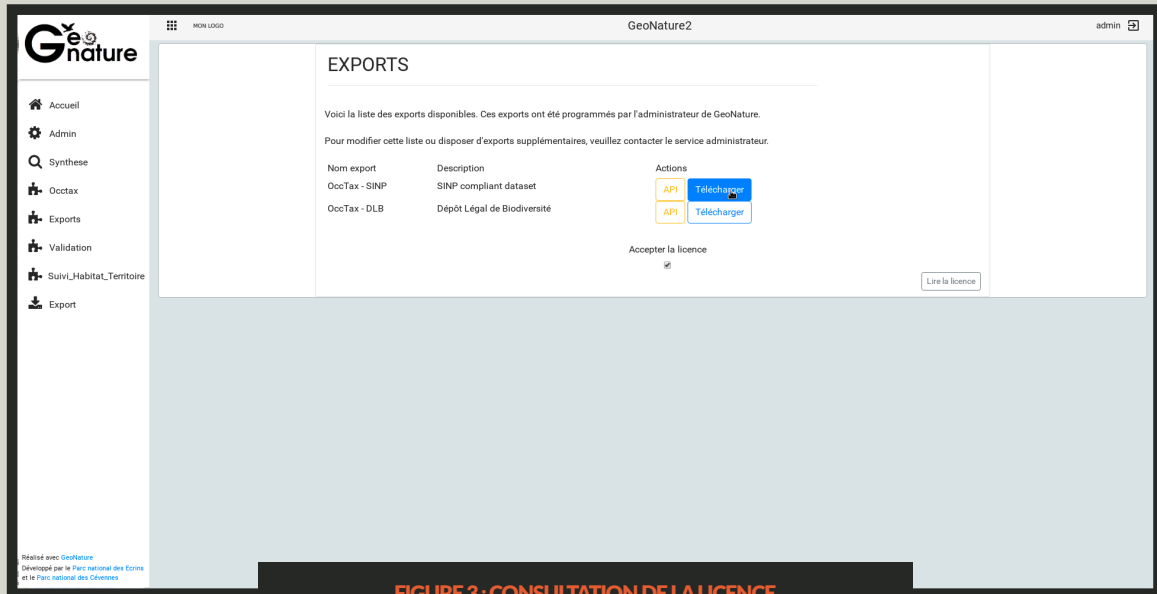 Geonature
MON LOGO
GeoNature2
admin
Accueil
Admin
Synthese
Occtax
Exports
Validation
Suivi_Habitat_Territoire
Export
EXPORTS
Voici la liste des exports disponibles. Ces exports ont été programmés par l'administrateur de GeoNature.
Pour modifier cette liste ou disposer d'exports supplémentaires, veuillez contacter le service administrateur.
Nom export Description Actions
OccTax - SINP SINP compliant dataset API Télécharger
OccTax - DLB Dépôt Légal de Biodiversité API Télécharger
Accepter la licence
Lire la licence
Réalisé avec GeoNature
Développé par le Parc national des Ecrins
et le Parc national des Cévennes
FIGURE 3 : CONSULTATION DE LA LICENCE